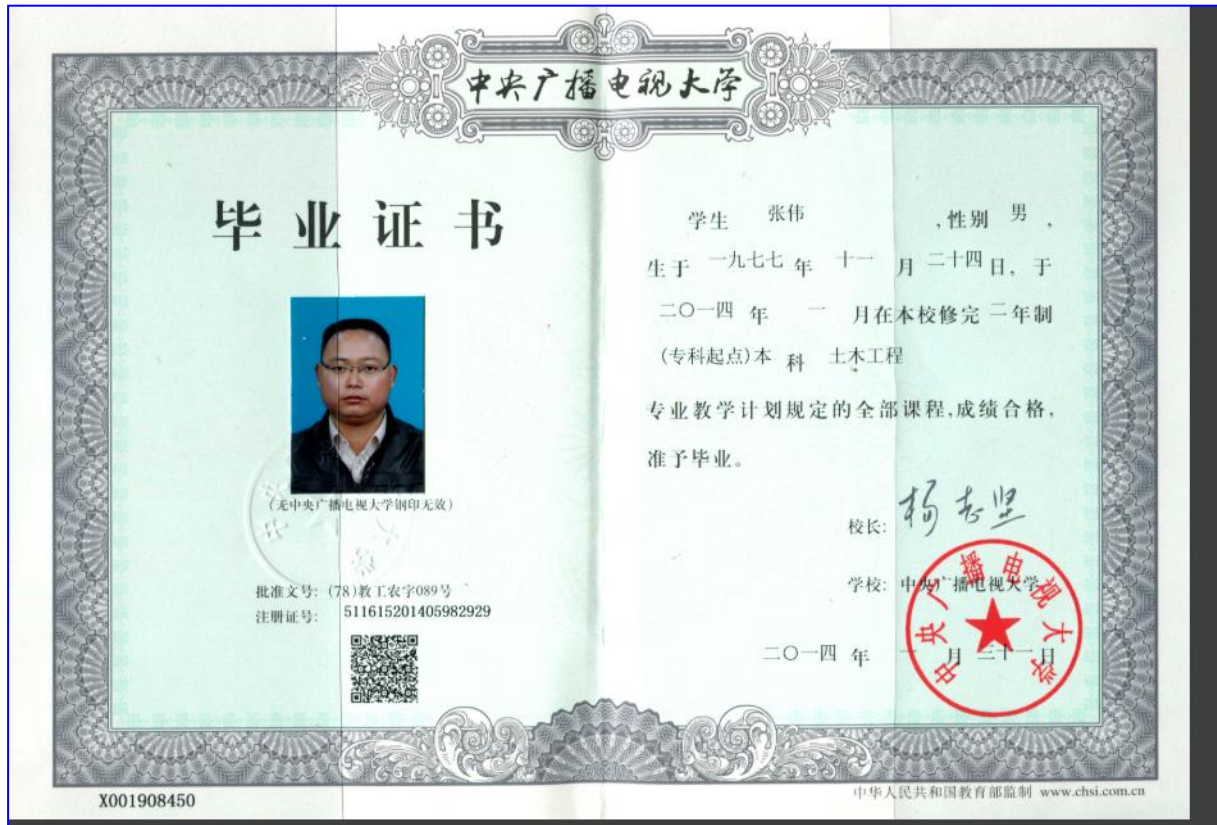 中央广播电视大学
毕业证书
(无中央广播电视大学钢印无效)
批准文号: (78)教工农字089号
注册证号: 511615201405982929
X001908450
学生 张伟 , 性别 男 ,
生于 一九七七 年 十一 月 二十四 日, 于
二〇一四 年 一 月在本校修完 二年制
(专科起点)本 科 土木工程
专业教学计划规定的全部课程,成绩合格,
准予毕业。
校长: 杨志坚
学校: 中央广播电视大学
二〇一四 年 一 月 三十一 日
中央广播电视大学
中华人民共和国教育部监制 www.chsi.com.cn